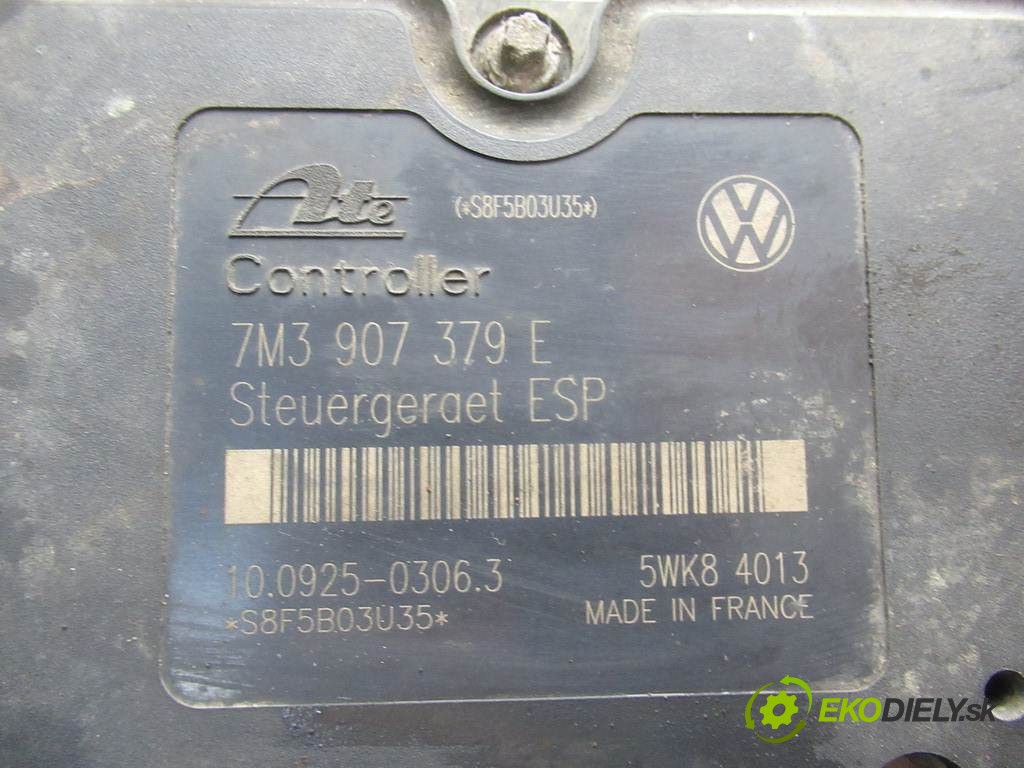 Ate (*S8F5B03U35*)
Controller
7M3 907 379 E
Steuergeraet ESP
10.0925-0306.3 5WK8 4013
*S8F5B03U35* MADE IN FRANCE
EKODIELY.sk